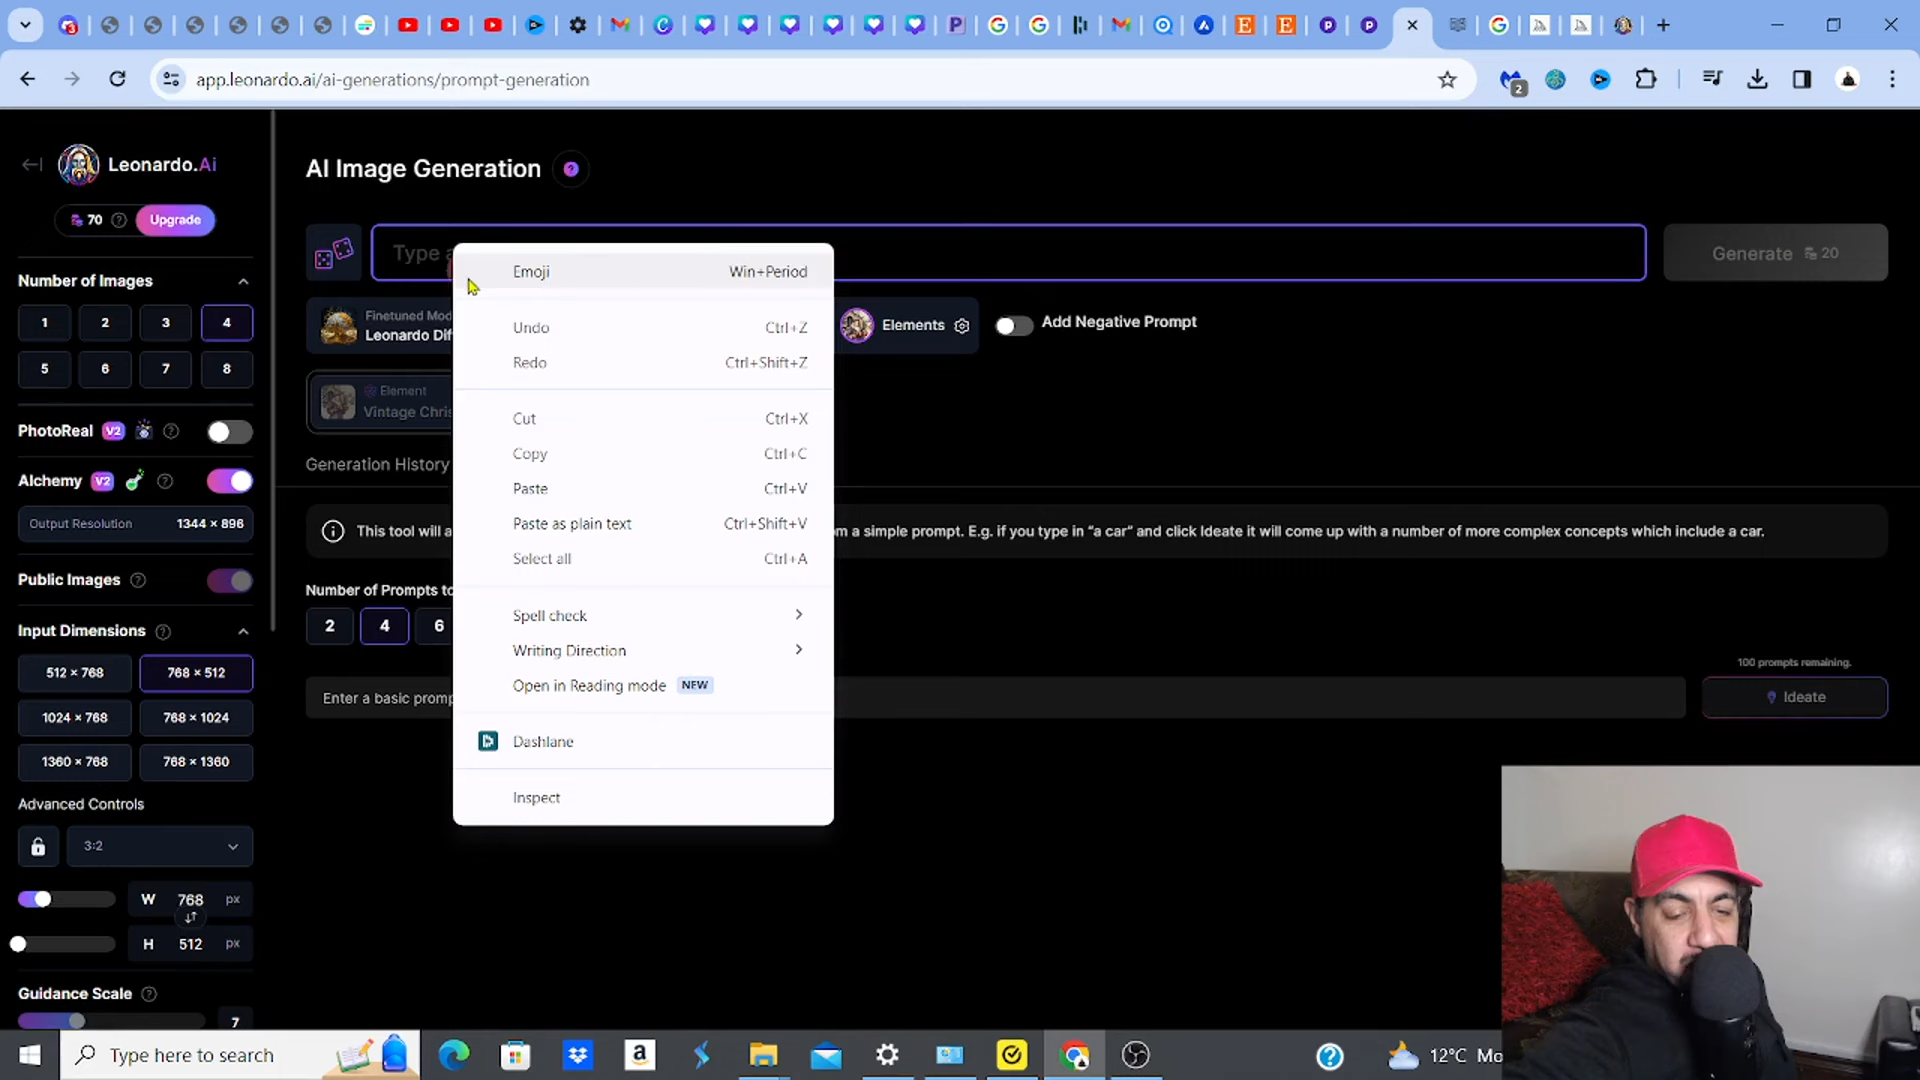 app.leonardo.ai/ai-generations/prompt-generation
2
Leonardo.Ai
70
Upgrade
Number of Images
1
2
3
4
5
6
7
8
PhotoReal V2
Alchemy V2
Output Resolution 1344 × 896
Public Images
Input Dimensions
512 × 768
768 × 512
1024 × 768
768 × 1024
1360 × 768
768 × 1360
Advanced Controls
3:2
W 768 px
H 512 px
Guidance Scale
7
AI Image Generation
Type
Generate 20
Finetuned Mod
Leonardo Dif
Elements
Add Negative Prompt
Element
Vintage Chris
Generation History
This tool will a
m a simple prompt. E.g. if you type in “a car” and click Ideate it will come up with a number of more complex concepts which include a car.
Number of Prompts to
2
4
6
100 prompts remaining.
Enter a basic promp
Ideate
Emoji Win+Period
Undo Ctrl+Z
Redo Ctrl+Shift+Z
Cut Ctrl+X
Copy Ctrl+C
Paste Ctrl+V
Paste as plain text Ctrl+Shift+V
Select all Ctrl+A
Spell check
Writing Direction
Open in Reading mode NEW
Dashlane
Inspect
Type here to search
12°C Mo